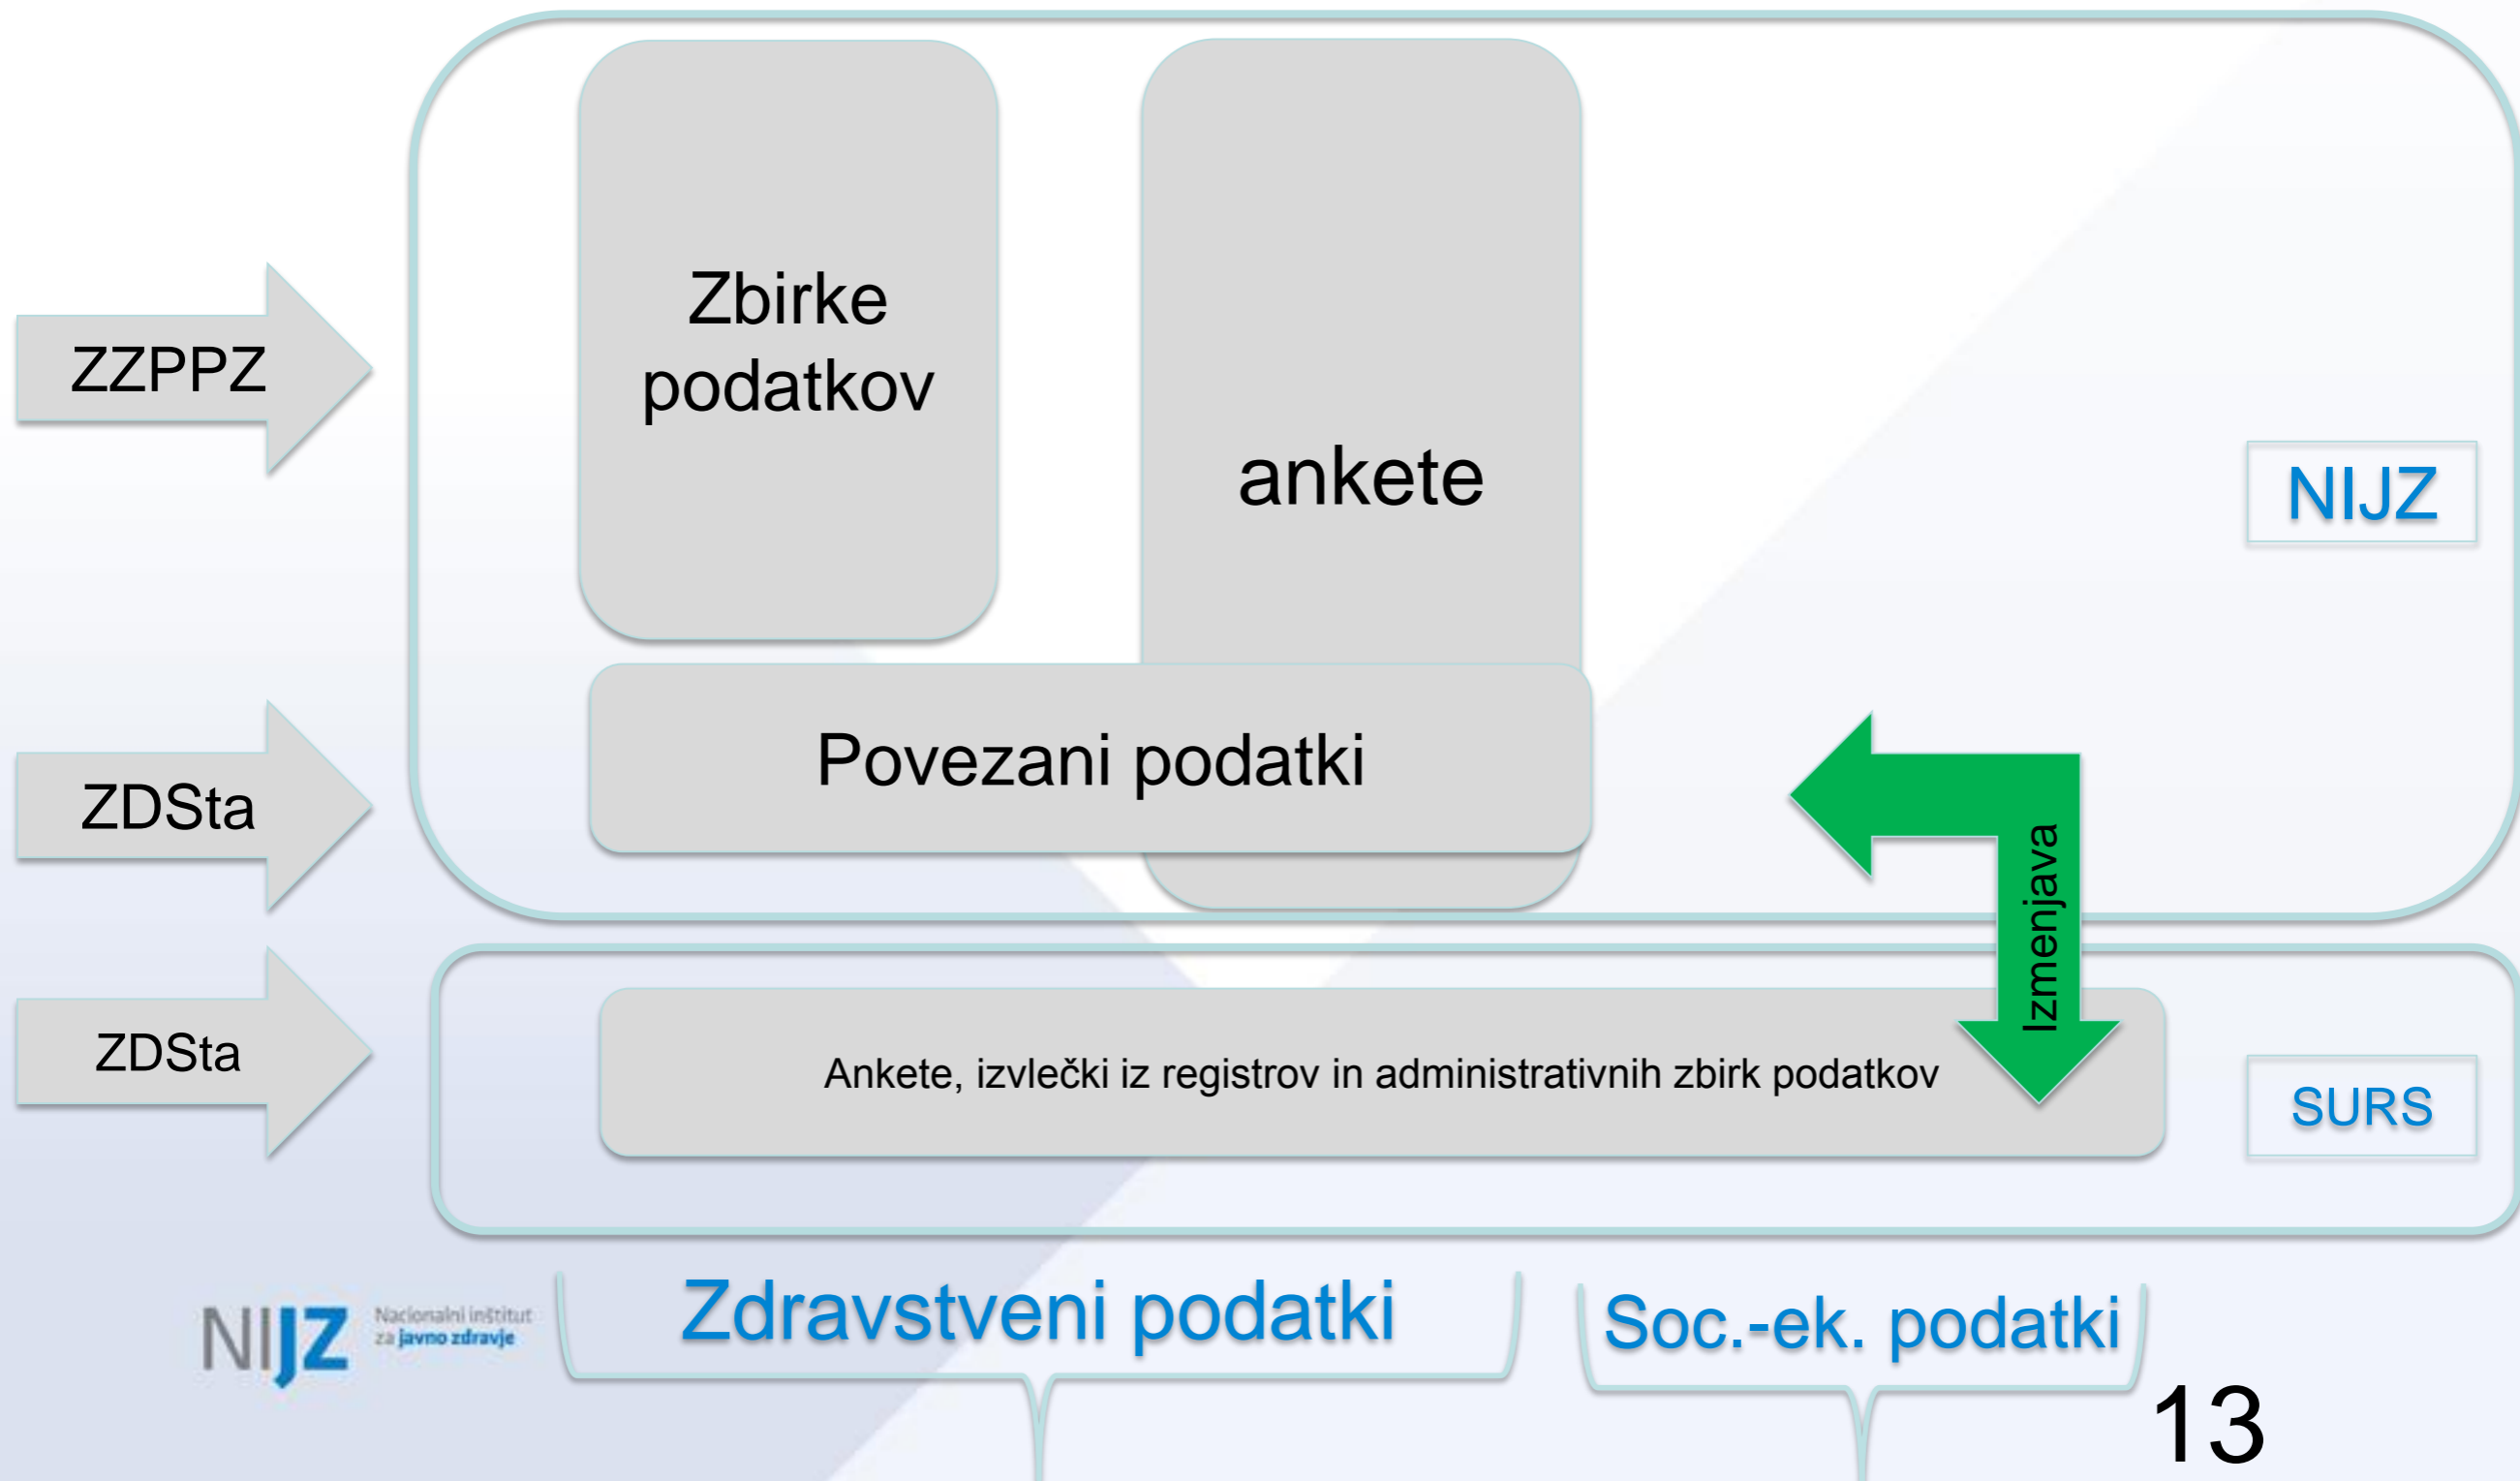 ZZPPZ
Zbirke
podatkov
ankete
NIJZ
Povezani podatki
ZDSta
Izmenjava
ZDSta
Ankete, izvlečki iz registrov in administrativnih zbirk podatkov
SURS
NIJZ
Nacionalni inštitut
za javno zdravje
Zdravstveni podatki
Soc.-ek. podatki
13